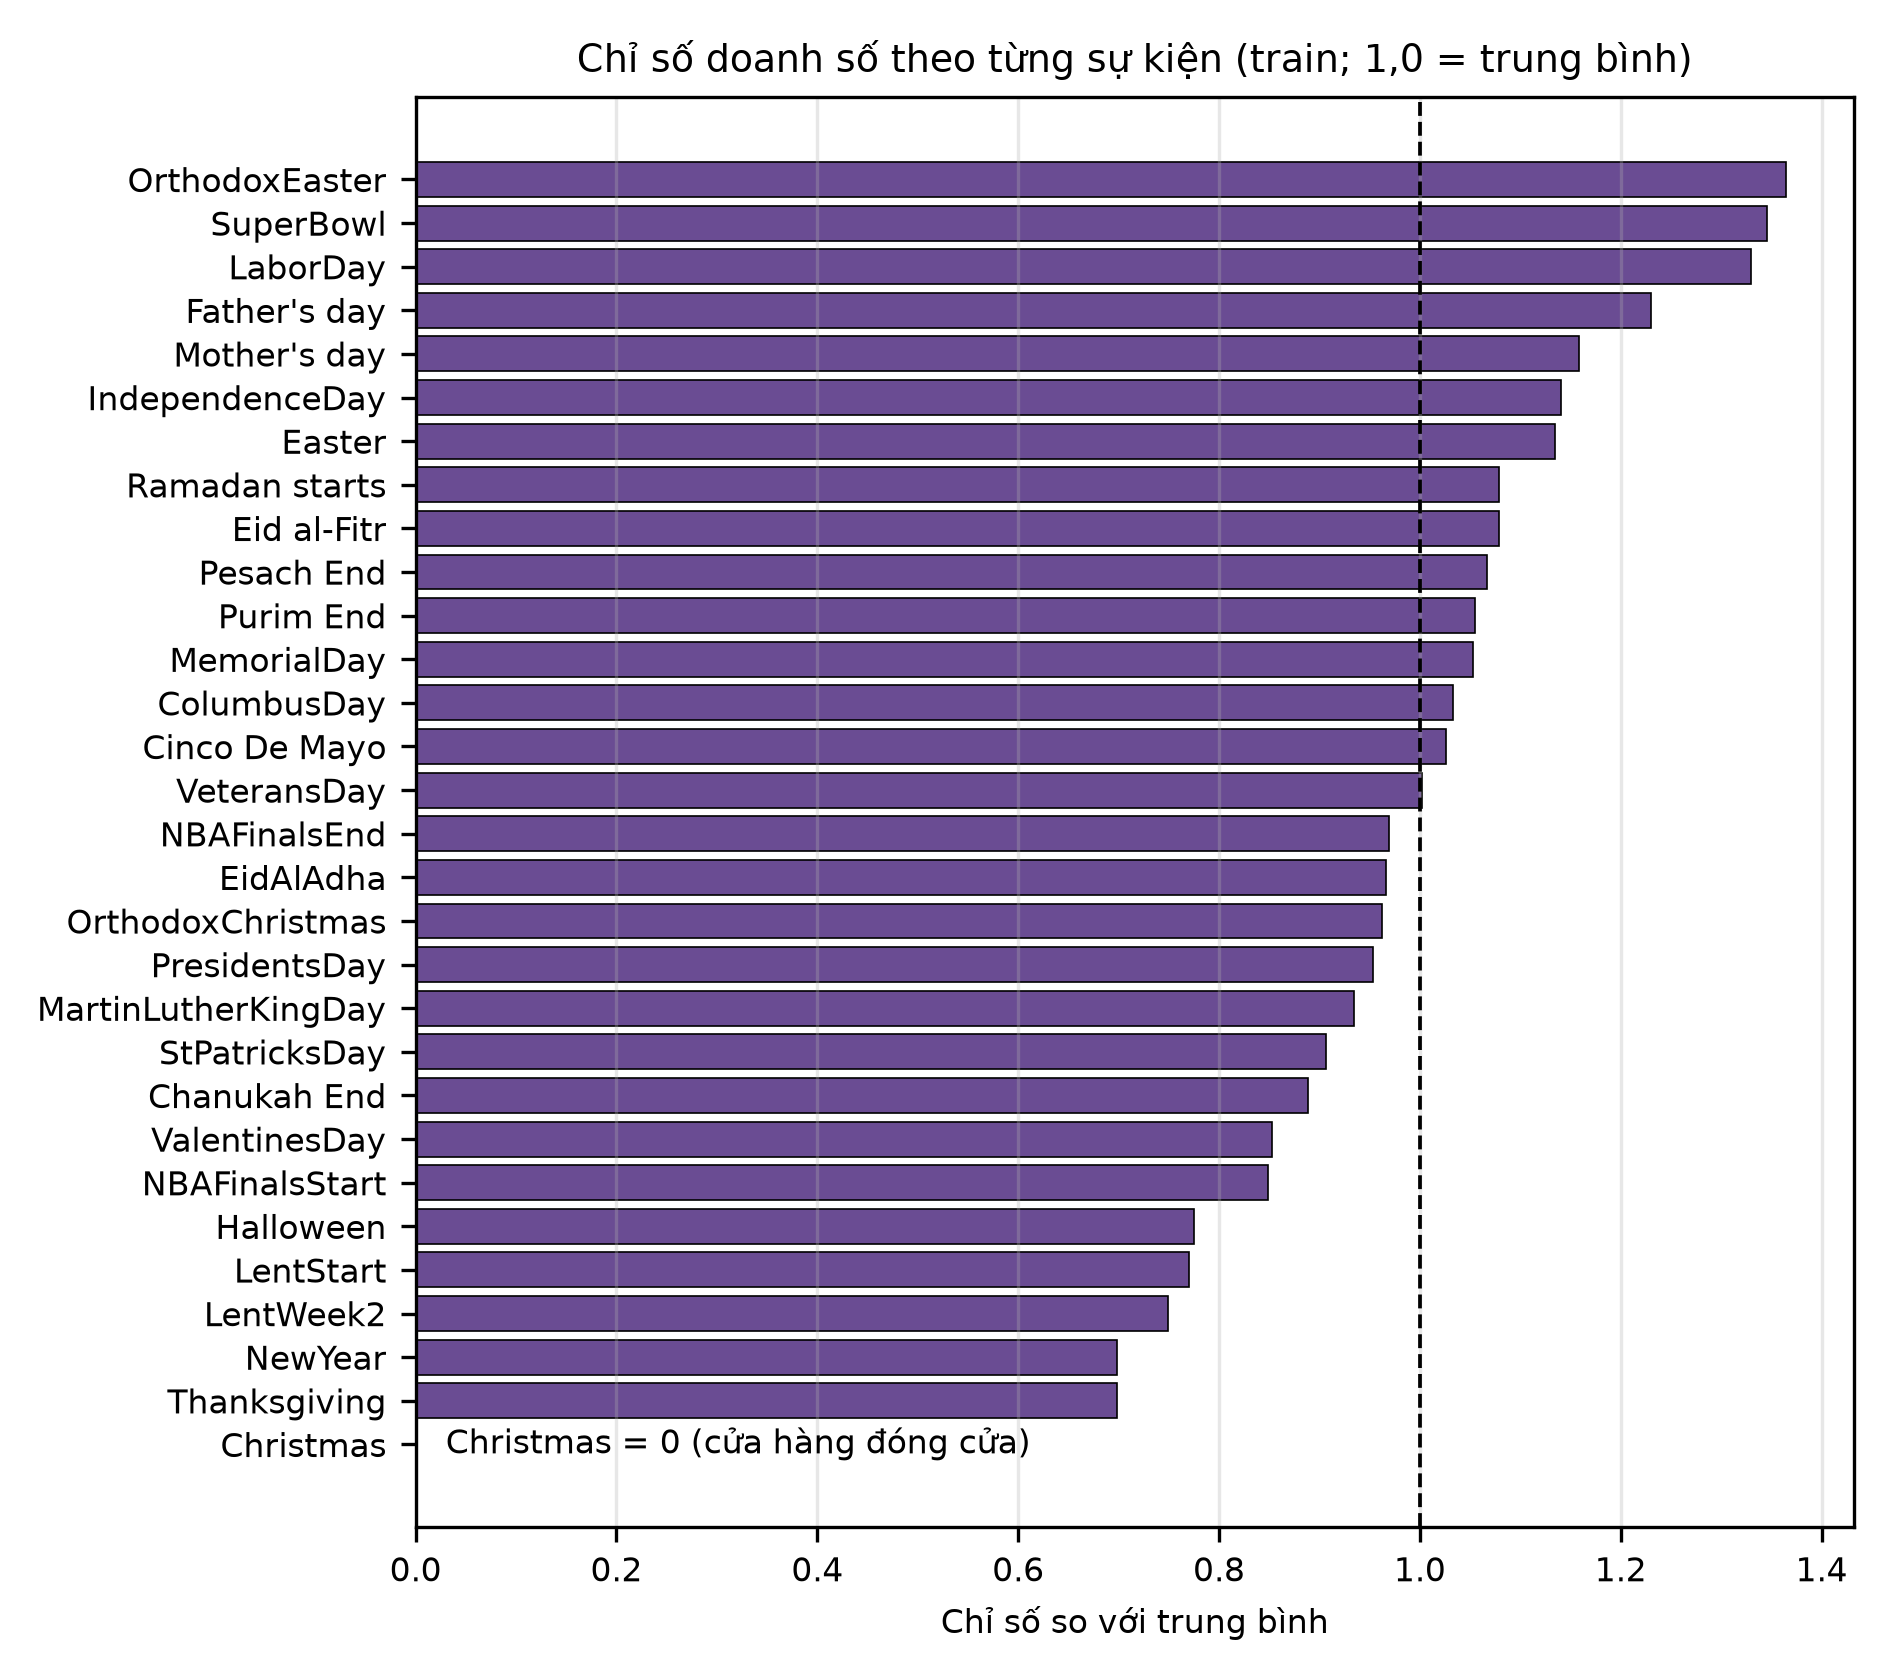 Chỉ số doanh số theo từng sự kiện (train; 1,0 = trung bình)
OrthodoxEaster
SuperBowl
LaborDay
Father's day
Mother's day
IndependenceDay
Easter
Ramadan starts
Eid al-Fitr
Pesach End
Purim End
MemorialDay
ColumbusDay
Cinco De Mayo
VeteransDay
NBAFinalsEnd
EidAlAdha
OrthodoxChristmas
PresidentsDay
MartinLutherKingDay
StPatricksDay
Chanukah End
ValentinesDay
NBAFinalsStart
Halloween
LentStart
LentWeek2
NewYear
Thanksgiving
Christmas
Christmas = 0 (cửa hàng đóng cửa)
0.0 0.2 0.4 0.6 0.8 1.0 1.2 1.4
Chỉ số so với trung bình